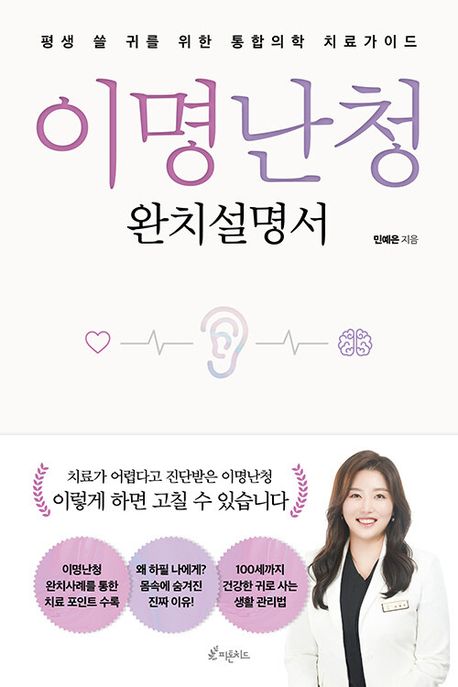 평생 쓸 귀를 위한 통합의학 치료가이드
이명난청
완치설명서
민예은 지음
치료가 어렵다고 진단받은 이명난청
이렇게 하면 고칠 수 있습니다
이명난청
완치사례를 통한
치료 포인트 수록
왜 하필 나에게?
몸속에 숨겨진
진짜 이유!
100세까지
건강한 귀로 사는
생활 관리법
피톤치드